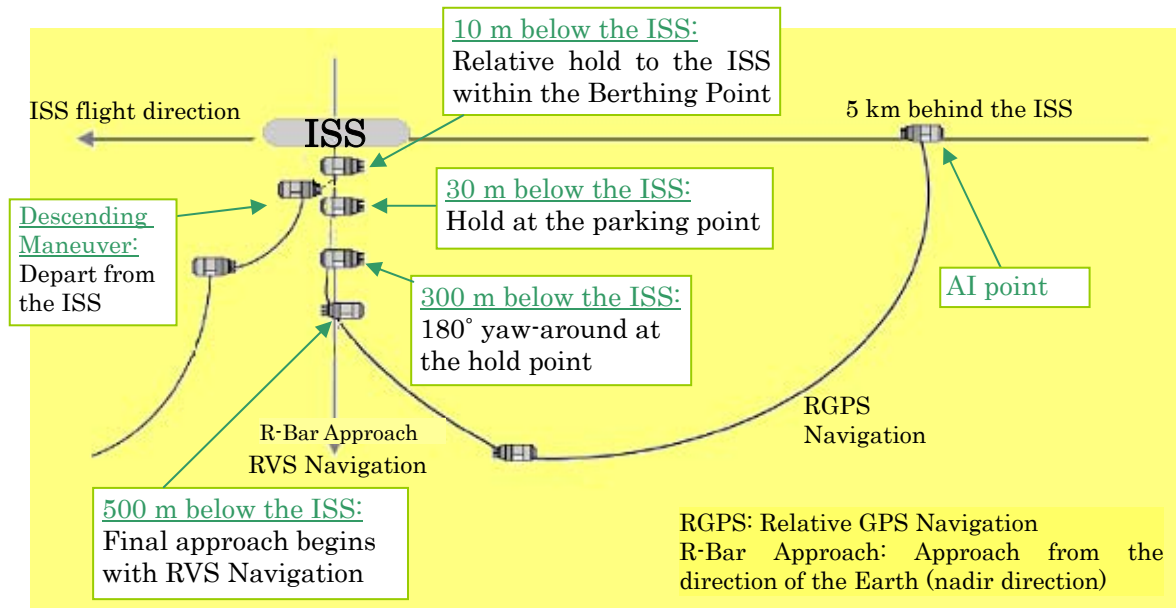 10 m below the ISS:
Relative hold to the ISS
within the Berthing Point
ISS flight direction
ISS
5 km behind the ISS
30 m below the ISS:
Hold at the parking point
Descending
Maneuver:
Depart from
the ISS
AI point
300 m below the ISS:
180° yaw-around at
the hold point
RGPS
Navigation
R-Bar Approach
RVS Navigation
500 m below the ISS:
Final approach begins
with RVS Navigation
RGPS: Relative GPS Navigation
R-Bar Approach: Approach from the
direction of the Earth (nadir direction)